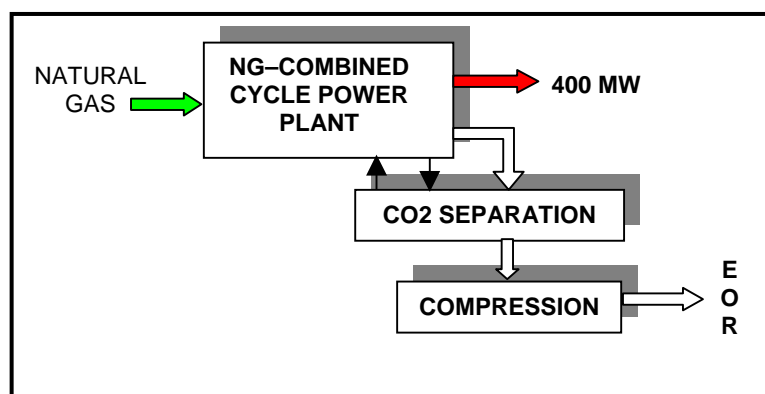 NATURAL
GAS
NG–COMBINED
CYCLE POWER
PLANT
400 MW
CO2 SEPARATION
COMPRESSION
E
O
R